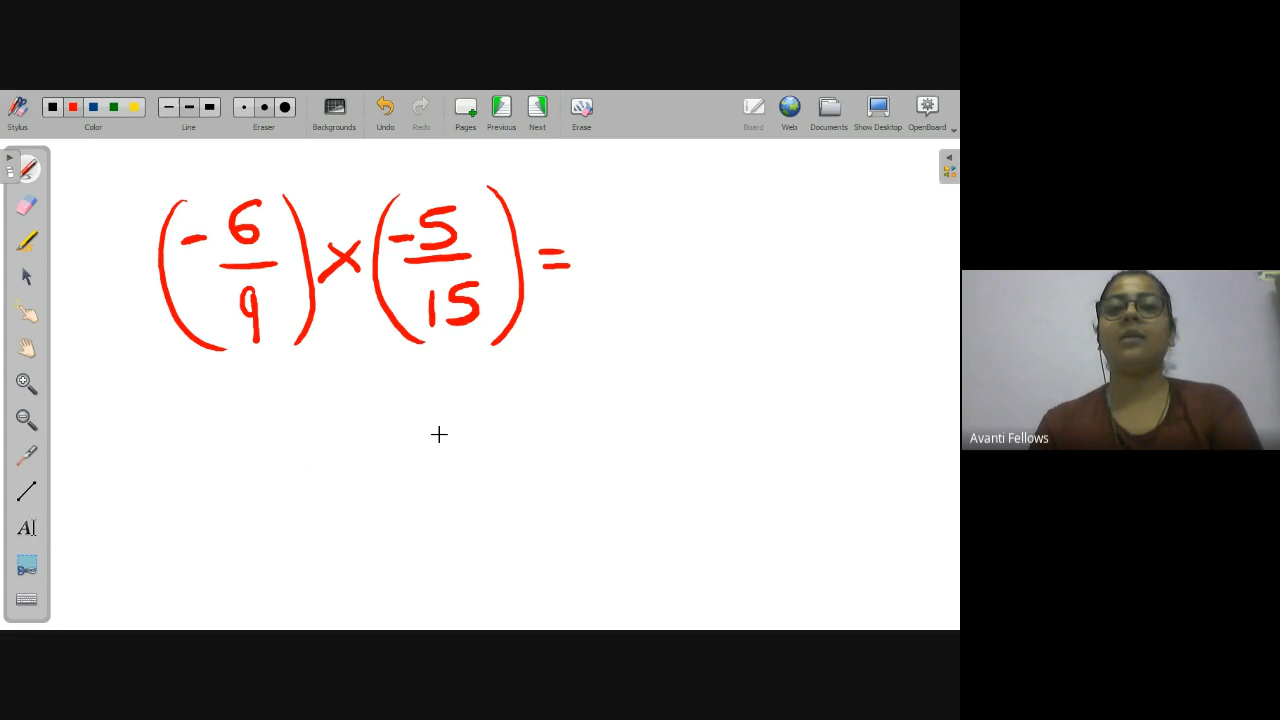 Stylus Color Line Eraser Backgrounds Undo Redo Pages Previous Next Erase Board Web Documents Show Desktop OpenBoard
(-6/9) × (-5/15) =
A
Avanti Fellows